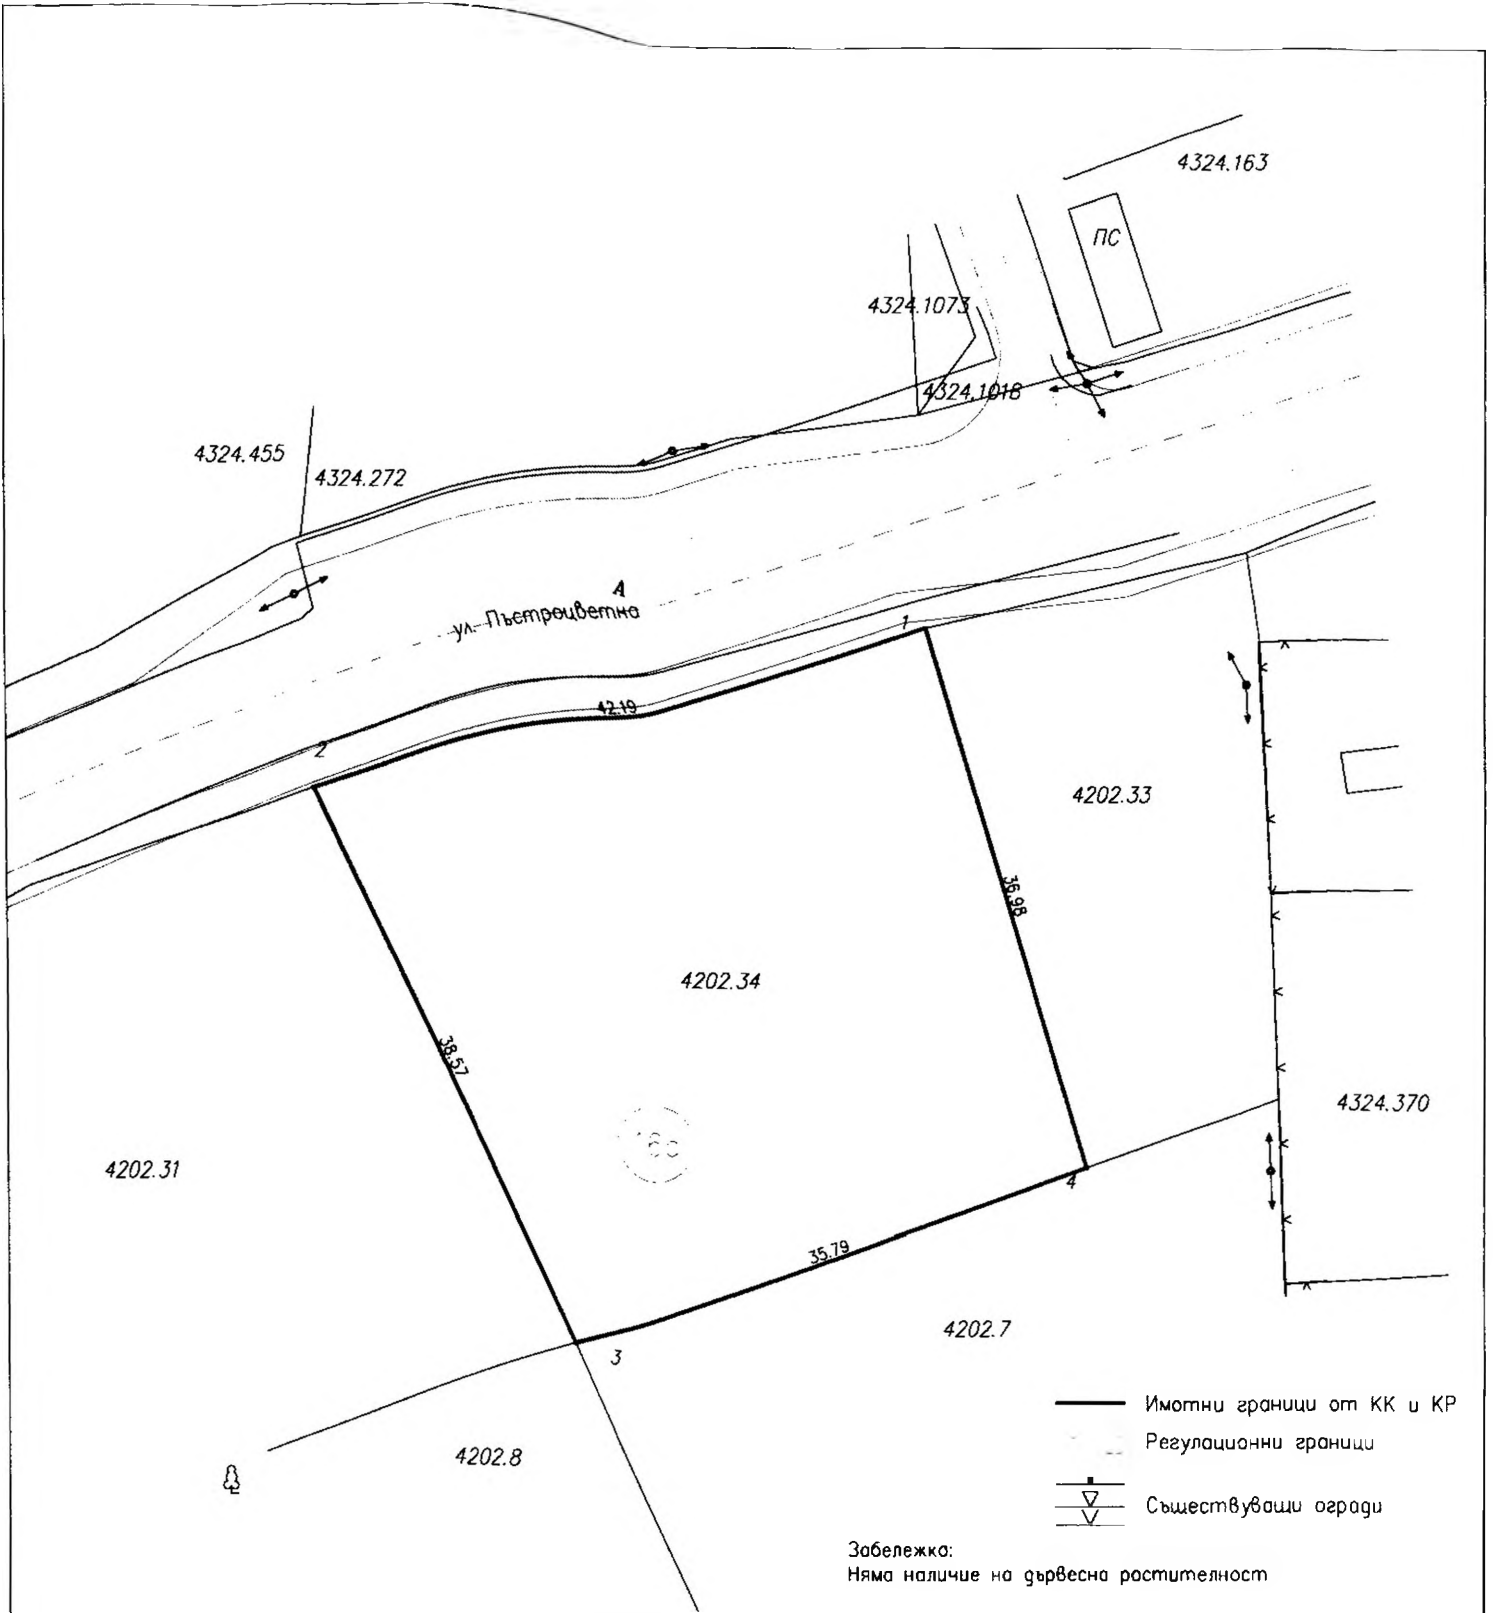 4324.163
ПС
4324.1073
4324.1018
4324.455
4324.272
А
ул. Пъстроцветна
1
42.19
2
4202.33
36.98
4202.34
38.57
4324.370
4202.31
4
35.79
4202.7
3
4202.8
Имотни граници от КК и КР
Регулационни граници
Съществуващи огради
Забележка:
Няма наличие на дървесна растителност